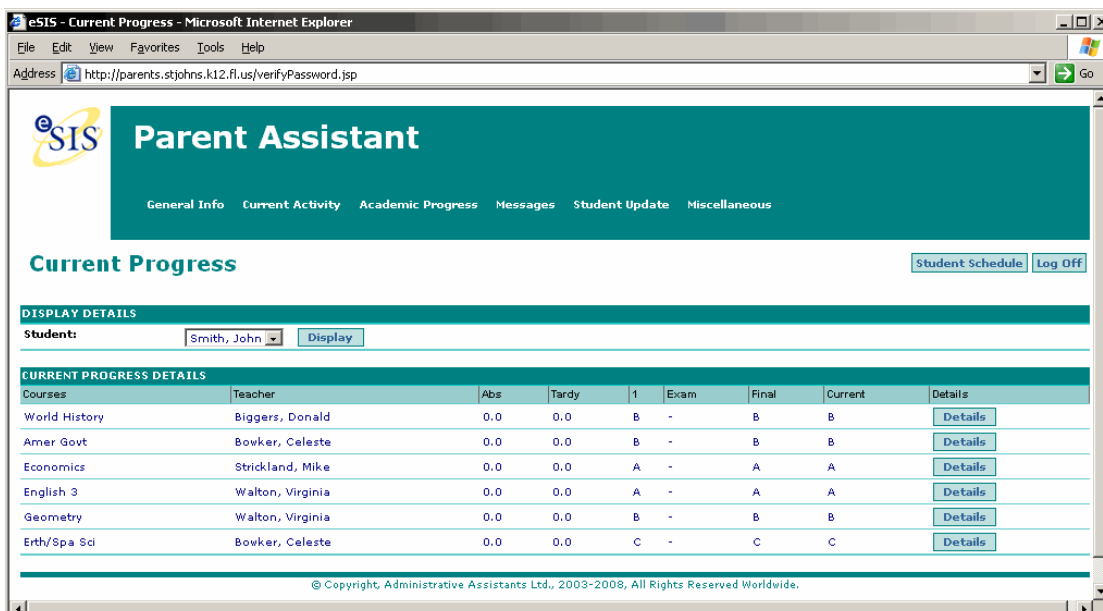 eSIS - Current Progress - Microsoft Internet Explorer
File Edit View Favorites Tools Help
Address http://parents.stjohns.k12.fl.us/verifyPassword.jsp Go
eSIS
Parent Assistant
General Info Current Activity Academic Progress Messages Student Update Miscellaneous
Current Progress Student Schedule Log Off
DISPLAY DETAILS
Student: Smith, John Display
CURRENT PROGRESS DETAILS
Courses Teacher Abs Tardy 1 Exam Final Current Details
World History Biggers, Donald 0.0 0.0 B - B B Details
Amer Govt Bowker, Celeste 0.0 0.0 B - B B Details
Economics Strickland, Mike 0.0 0.0 A - A A Details
English 3 Walton, Virginia 0.0 0.0 A - A A Details
Geometry Walton, Virginia 0.0 0.0 B - B B Details
Erth/Spa Sci Bowker, Celeste 0.0 0.0 C - C C Details
© Copyright, Administrative Assistants Ltd., 2003-2008, All Rights Reserved Worldwide.